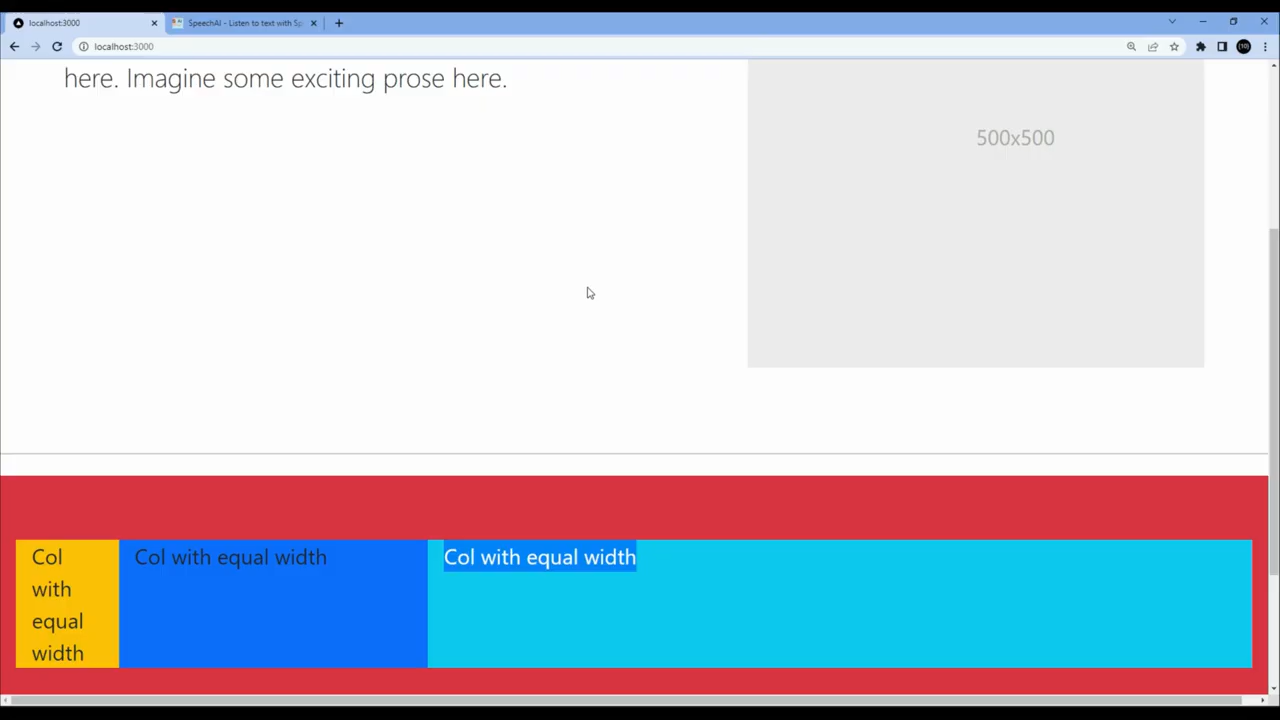 localhost:3000
SpeechAI - Listen to text with Sp
localhost:3000
(10)
here. Imagine some exciting prose here.
500x500
Col
with
equal
width
Col with equal width
Col with equal width